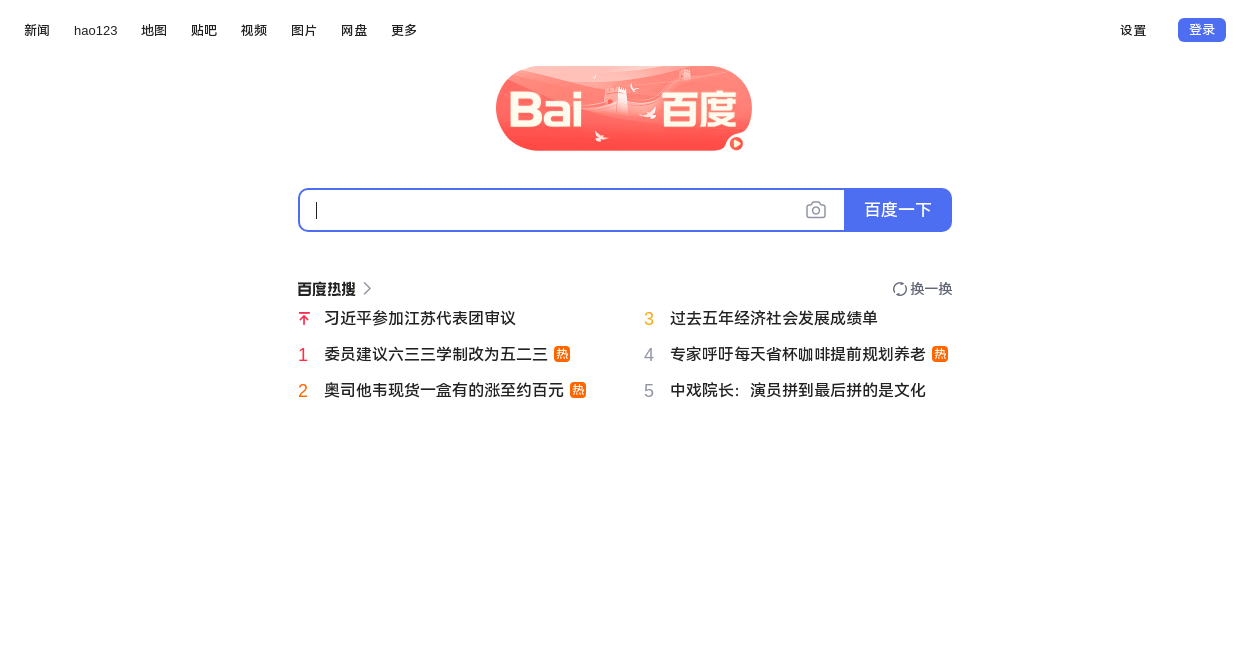 新闻 hao123 地图 贴吧 视频 图片 网盘 更多 设置 登录
Bai 百度
百度一下
百度热搜 换一换
习近平参加江苏代表团审议
1 委员建议六三三学制改为五二三 热
2 奥司他韦现货一盒有的涨至约百元 热
3 过去五年经济社会发展成绩单
4 专家呼吁每天省杯咖啡提前规划养老 热
5 中戏院长：演员拼到最后拼的是文化